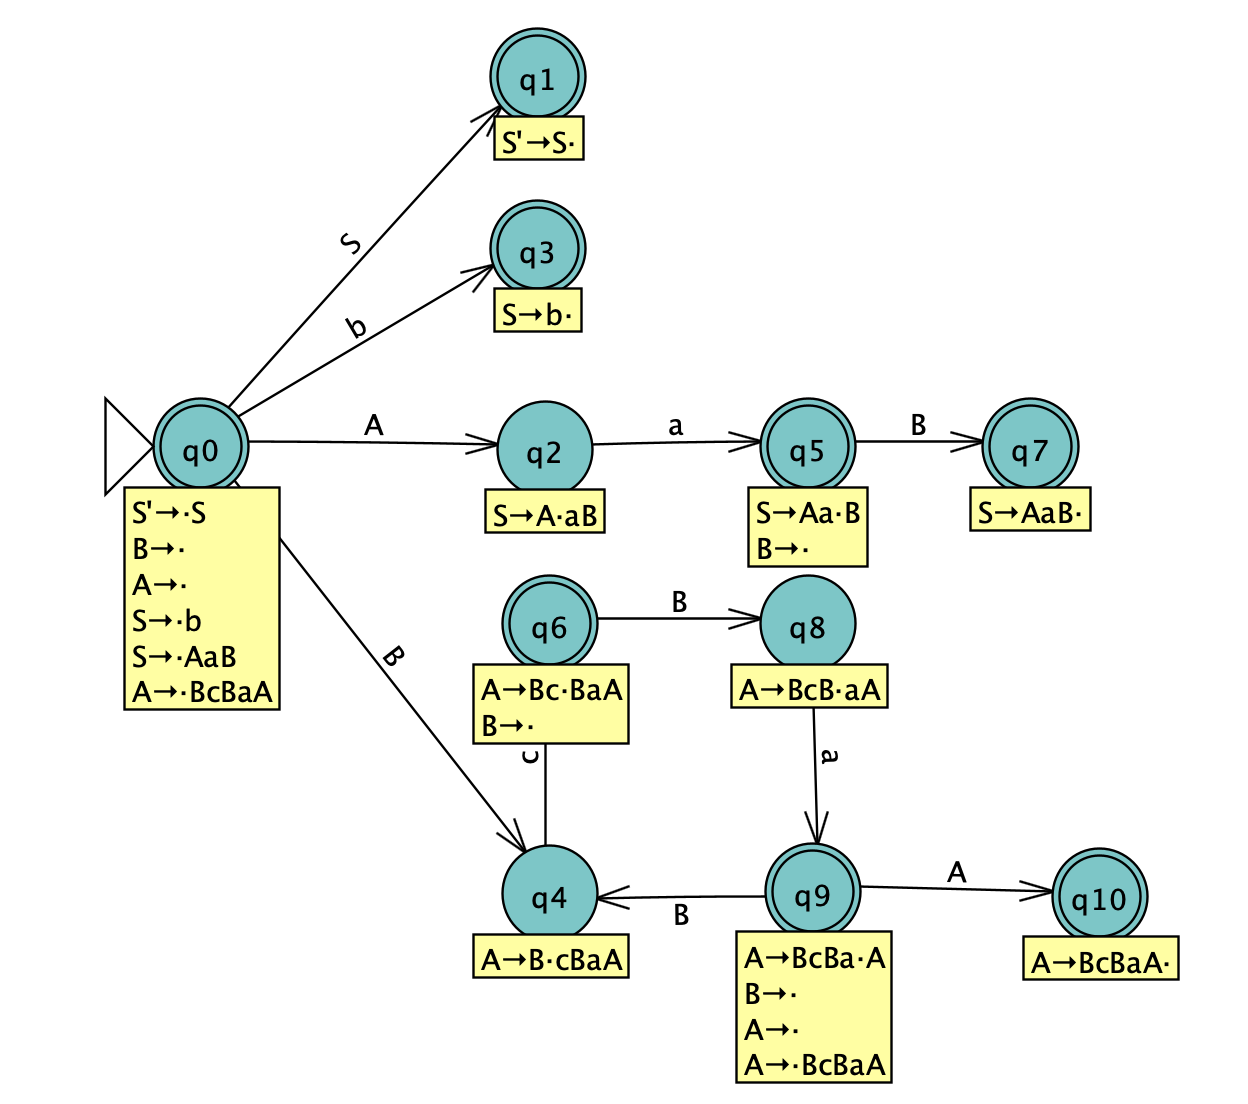 q1
S'→S·
S
q3
S→b·
b
q0
S'→·S
B→·
A→·
S→·b
S→·AaB
A→·BcBaA
A
q2
S→A·aB
a
q5
S→Aa·B
B→·
B
q7
S→AaB·
B
q6
A→Bc·BaA
B→·
B
q8
A→BcB·aA
c
a
q4
A→B·cBaA
B
q9
A→BcBa·A
B→·
A→·
A→·BcBaA
A
q10
A→BcBaA·